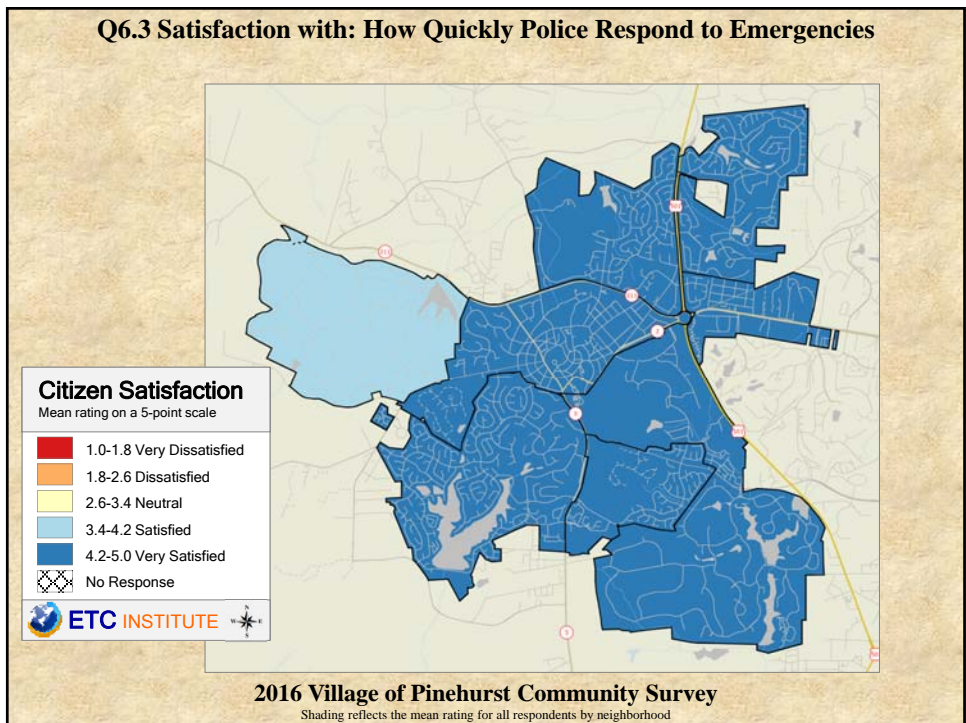 Q6.3 Satisfaction with: How Quickly Police Respond to Emergencies
211
Citizen Satisfaction
Mean rating on a 5-point scale
1.0-1.8 Very Dissatisfied
1.8-2.6 Dissatisfied
2.6-3.4 Neutral
3.4-4.2 Satisfied
4.2-5.0 Very Satisfied
No Response
ETC INSTITUTE
N
W E
S
5
2016 Village of Pinehurst Community Survey
Shading reflects the mean rating for all respondents by neighborhood